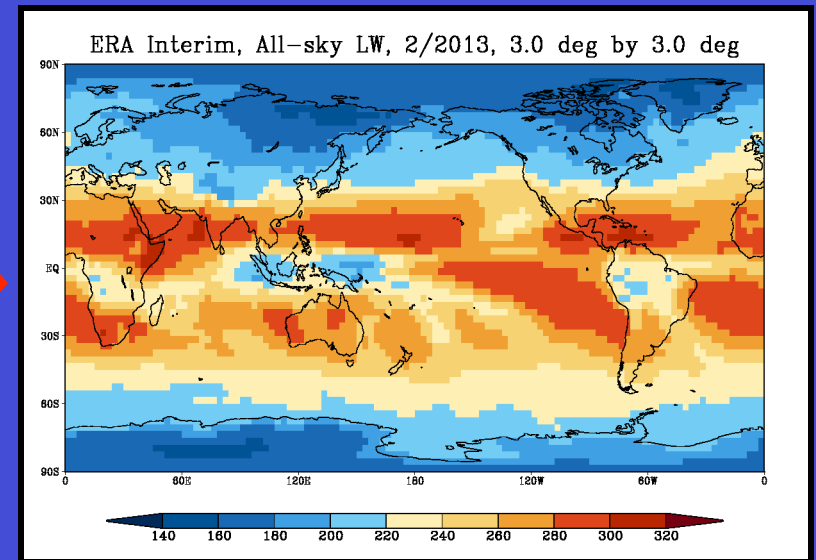 ERA Interim, All-sky LW, 2/2013, 3.0 deg by 3.0 deg
90N
60N
30N
EQ
30S
60S
90S
0 60E 120E 180 120W 60W 0
140 160 180 200 220 240 260 280 300 320